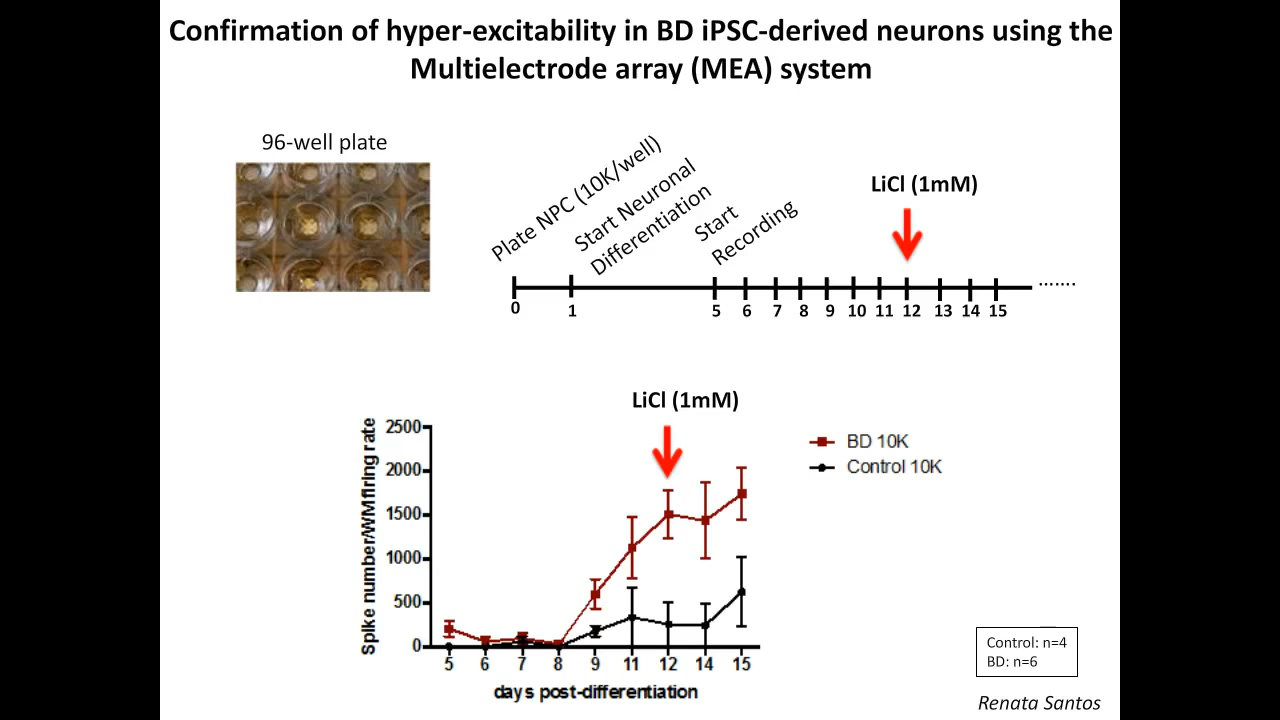 Confirmation of hyper-excitability in BD iPSC-derived neurons using the
Multielectrode array (MEA) system
96-well plate
Plate NPC (10K/well)
Start Neuronal
Differentiation
Start
Recording
LiCl (1mM)
.......
0 1 5 6 7 8 9 10 11 12 13 14 15
LiCl (1mM)
Spike number/WMfiring rate
2500
2000
1500
1000
500
0
5 6 7 8 9 11 12 14 15
days post-differentiation
BD 10K
Control 10K
Control: n=4
BD: n=6
Renata Santos